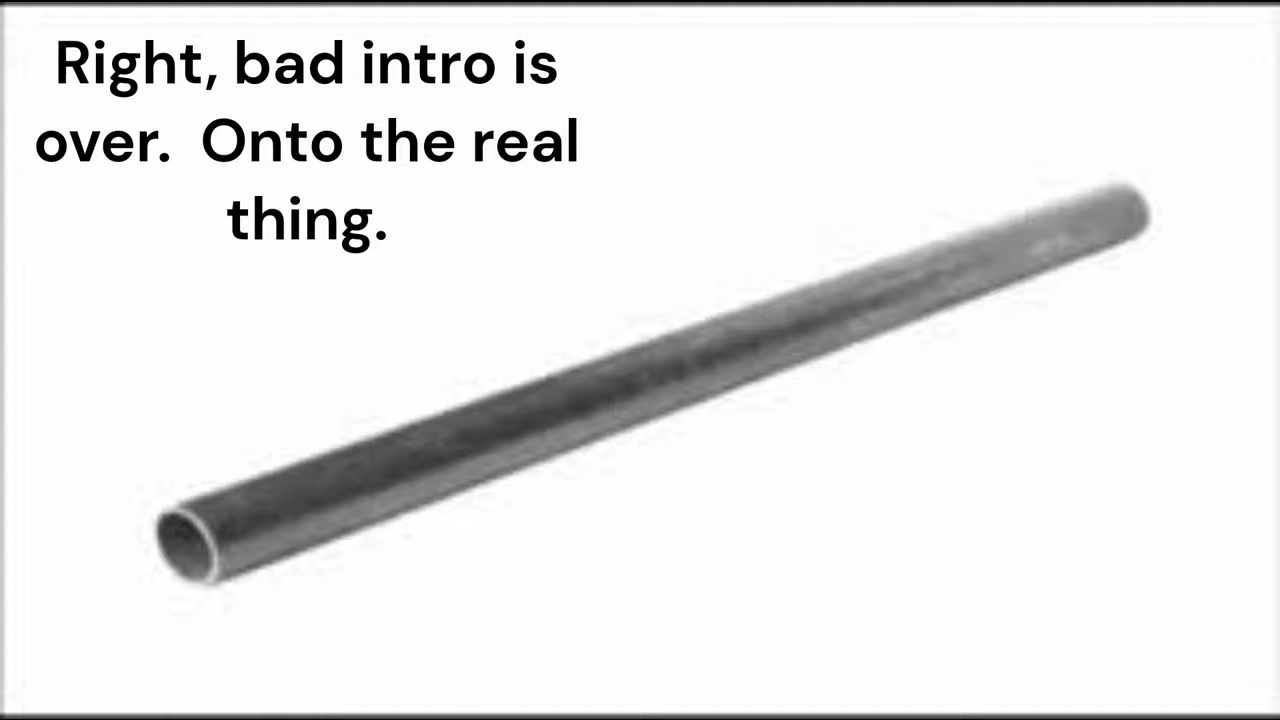 Right, bad intro is
over.  Onto the real
thing.